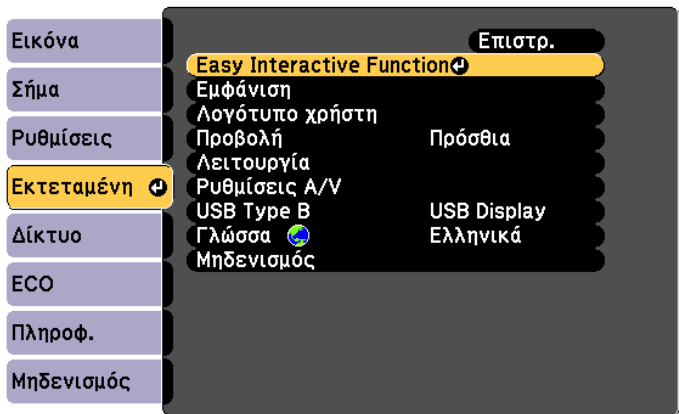 Εικόνα
Σήμα
Ρυθμίσεις
Εκτεταμένη
Δίκτυο
ECO
Πληροφ.
Μηδενισμός
Επιστρ.
Easy Interactive Function
Εμφάνιση
Λογότυπο χρήστη
Προβολή Πρόσθια
Λειτουργία
Ρυθμίσεις A/V
USB Type B USB Display
Γλώσσα Ελληνικά
Μηδενισμός